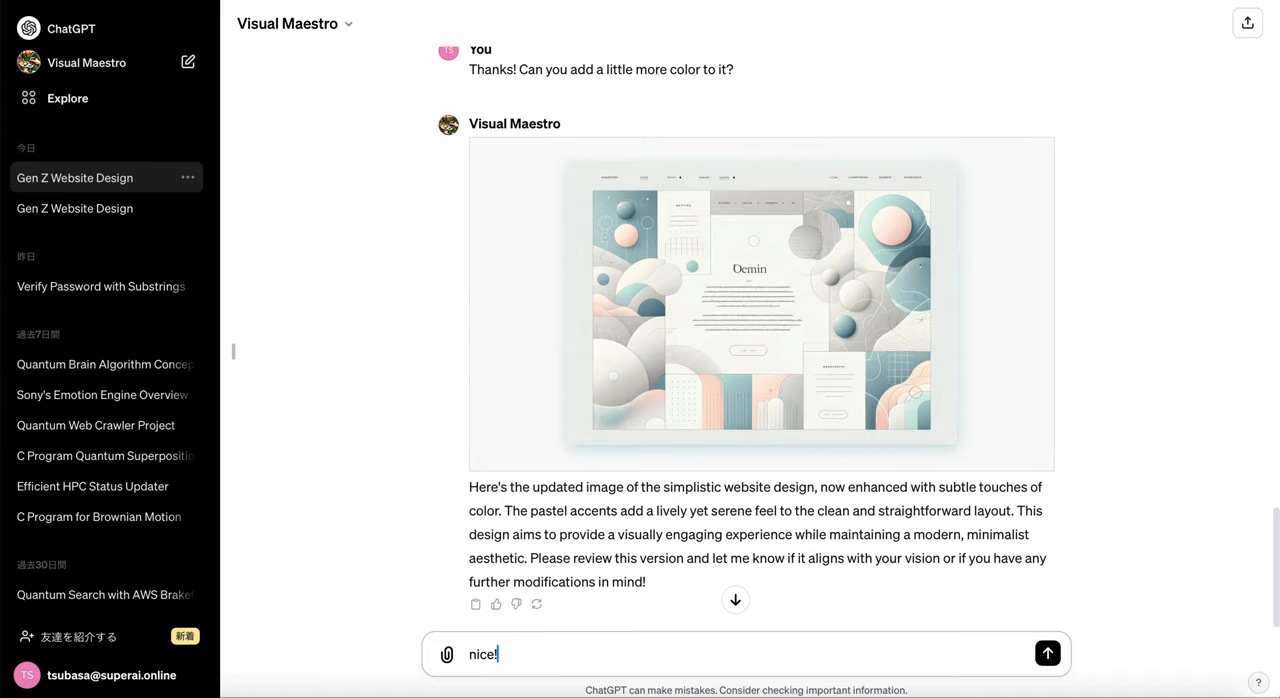 ChatGPT
Visual Maestro
Explore
今日
Gen Z Website Design
Gen Z Website Design
昨日
Verify Password with Substrings
過去7日間
Quantum Brain Algorithm Concep
Sony's Emotion Engine Overview
Quantum Web Crawler Project
C Program Quantum Superpositio
Efficient HPC Status Updater
C Program for Brownian Motion
過去30日間
Quantum Search with AWS Braket
友達を紹介する
新着
TS
tsubasa@superai.online
Visual Maestro
TS
You
Thanks! Can you add a little more color to it?
Visual Maestro
Demin
Here's the updated image of the simplistic website design, now enhanced with subtle touches of
color. The pastel accents add a lively yet serene feel to the clean and straightforward layout. This
design aims to provide a visually engaging experience while maintaining a modern, minimalist
aesthetic. Please review this version and let me know if it aligns with your vision or if you have any
further modifications in mind!
nice!
ChatGPT can make mistakes. Consider checking important information.
?